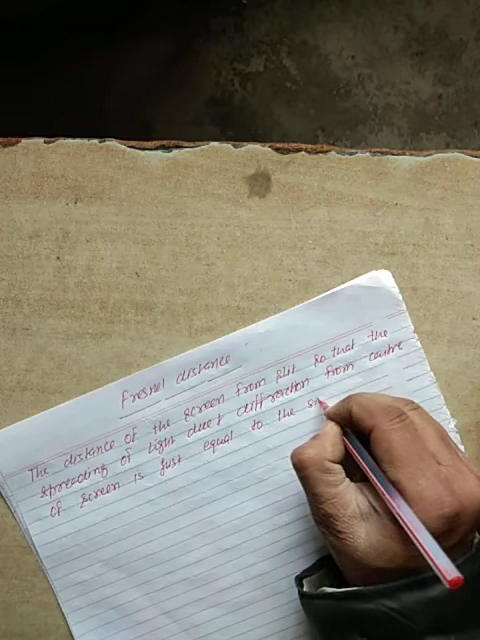 fresnel distance
The distance of the screen from slit so that the
spreading of light due t diffraction from centre
of screen is just equal to the